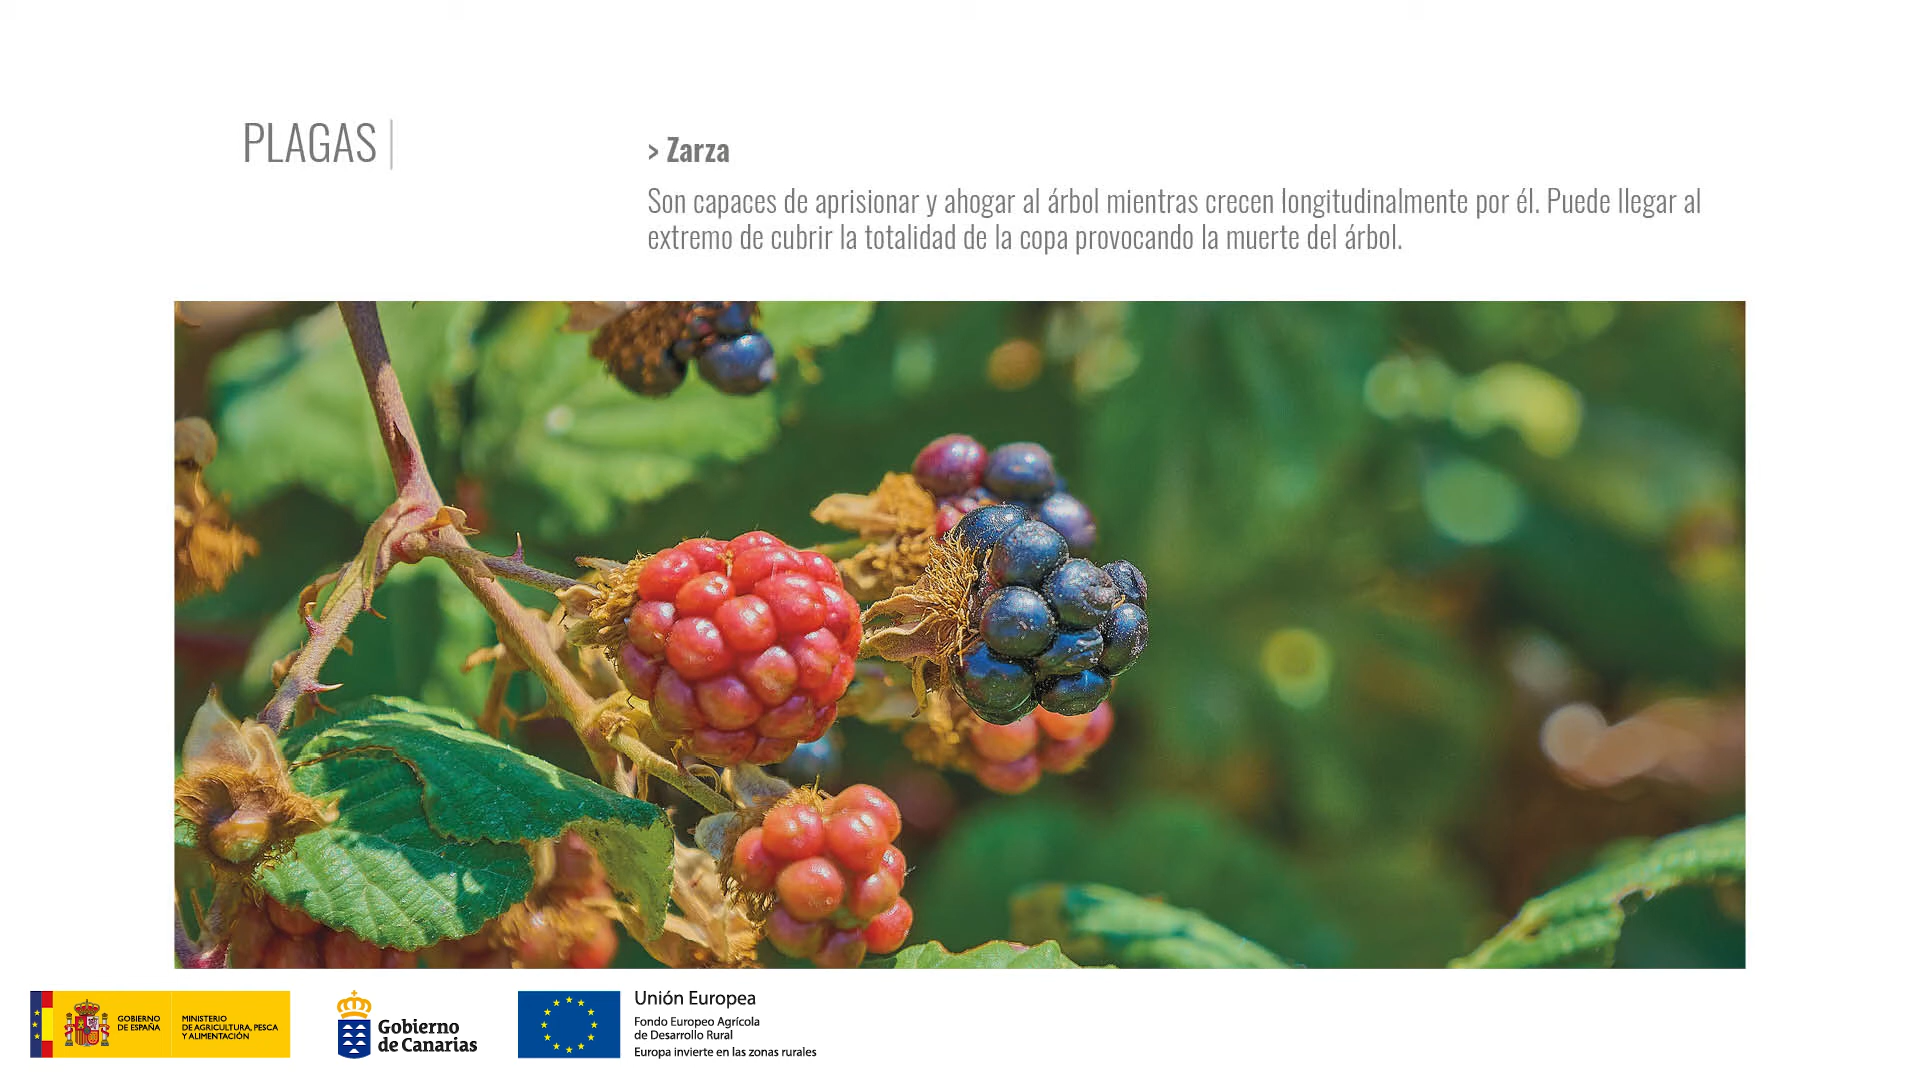 PLAGAS
> Zarza
Son capaces de aprisionar y ahogar al árbol mientras crecen longitudinalmente por él. Puede llegar al
extremo de cubrir la totalidad de la copa provocando la muerte del árbol.
GOBIERNO
DE ESPAÑA
MINISTERIO
DE AGRICULTURA, PESCA
Y ALIMENTACIÓN
Gobierno
de Canarias
Unión Europea
Fondo Europeo Agrícola
de Desarrollo Rural
Europa invierte en las zonas rurales